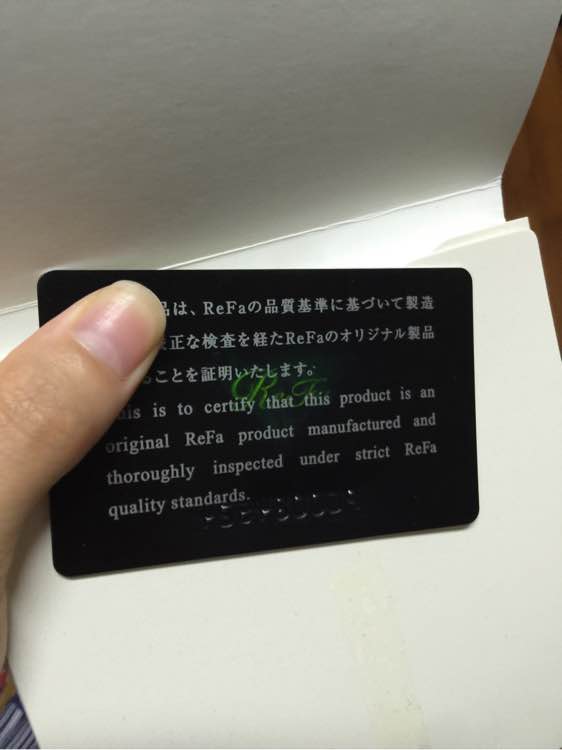 品は、ReFaの品質基準に基づいて製造
正な検査を経たReFaのオリジナル製品
ことを証明いたします。
ReFa
this is to certify that this product is an
original ReFa product manufactured and
thoroughly inspected under strict ReFa
quality standards.